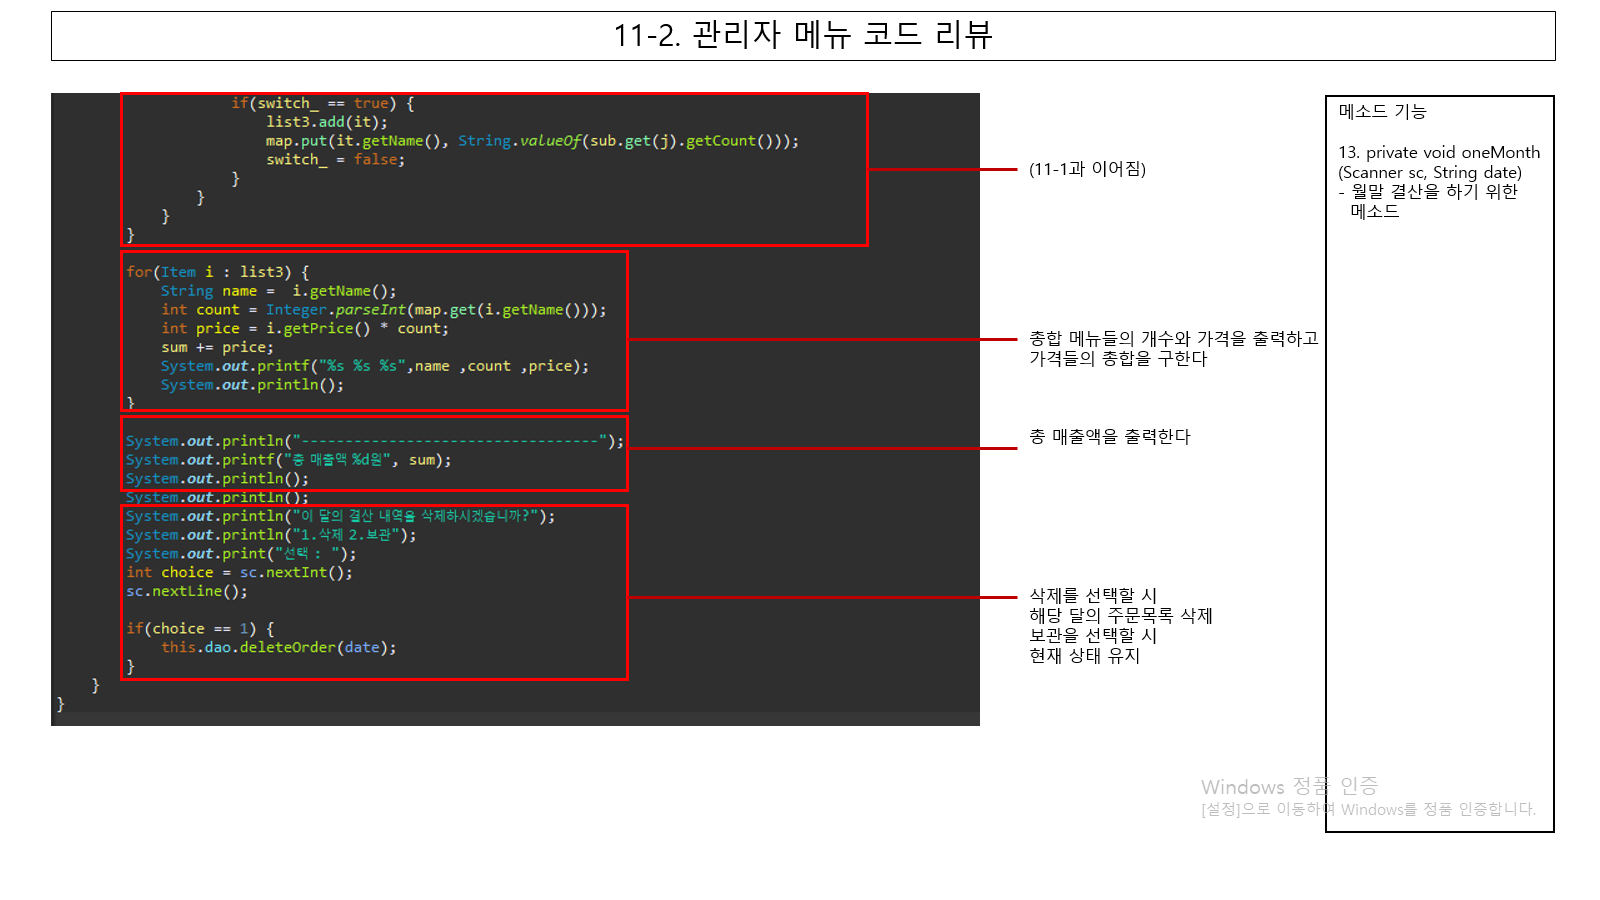 11-2. 관리자 메뉴 코드 리뷰
if(switch_ == true) {
list3.add(it);
map.put(it.getName(), String.valueOf(sub.get(j).getCount()));
switch_ = false;
}
}
}
}
for(Item i : list3) {
String name =  i.getName();
int count = Integer.parseInt(map.get(i.getName()));
int price = i.getPrice() * count;
sum += price;
System.out.printf("%s %s %s",name ,count ,price);
System.out.println();
}
System.out.println("----------------------------------");
System.out.printf("총 매출액 %d원", sum);
System.out.println();
System.out.println();
System.out.println("이 달의 결산 내역을 삭제하시겠습니까?");
System.out.println("1.삭제 2.보관");
System.out.print("선택 : ");
int choice = sc.nextInt();
sc.nextLine();
if(choice == 1) {
this.dao.deleteOrder(date);
}
}
}
(11-1과 이어짐)
종합 메뉴들의 개수와 가격을 출력하고
가격들의 총합을 구한다
총 매출액을 출력한다
삭제를 선택할 시
해당 달의 주문목록 삭제
보관을 선택할 시
현재 상태 유지
메소드 기능
13. private void oneMonth
(Scanner sc, String date)
- 월말 결산을 하기 위한
메소드
Windows 정품 인증
[설정]으로 이동하여 Windows를 정품 인증합니다.